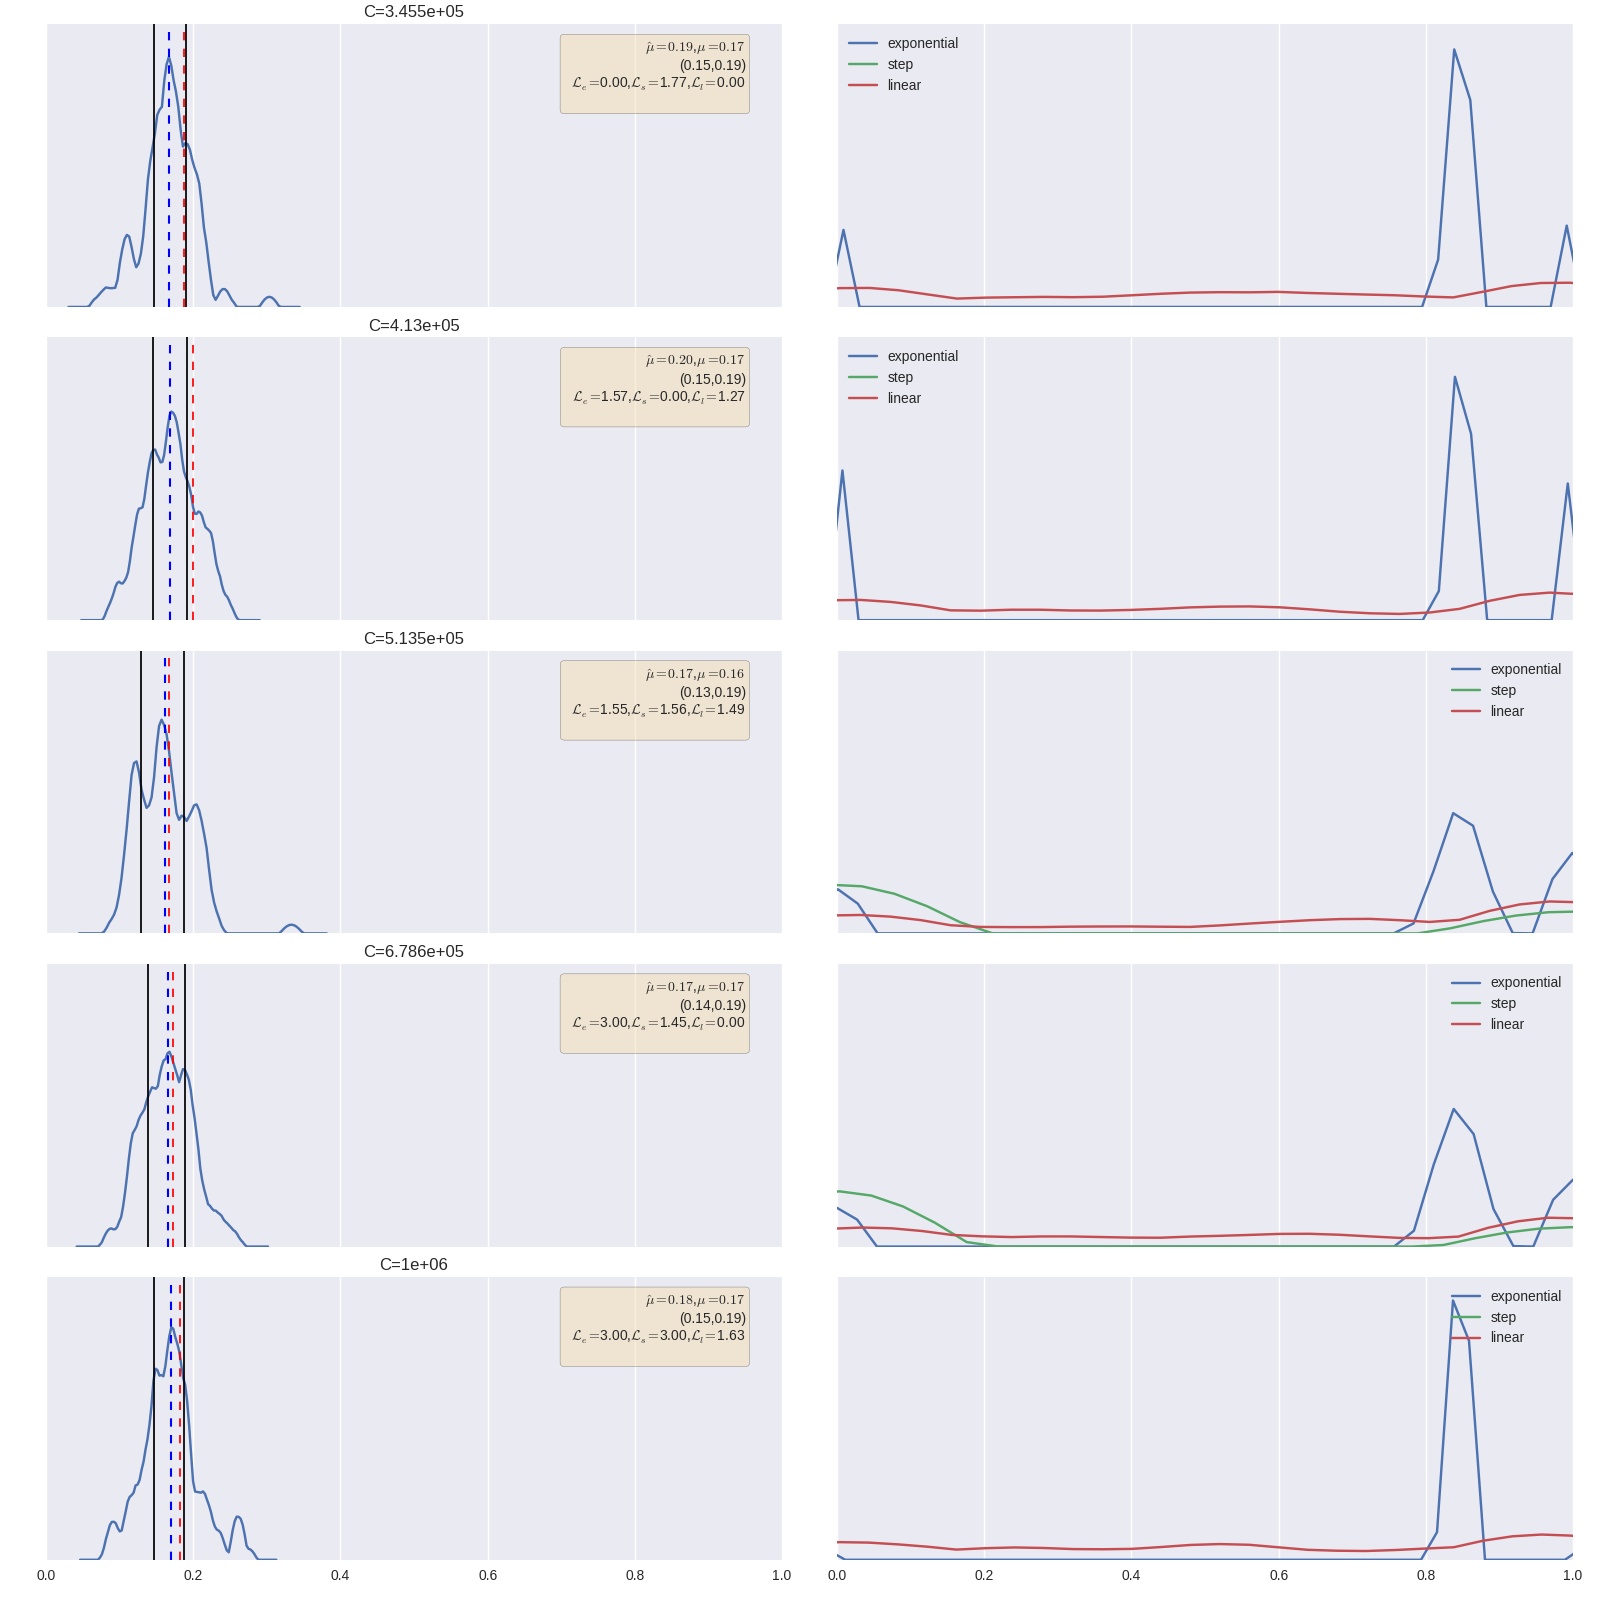 C=3.455e+05
μ̂=0.19,μ=0.17
(0.15,0.19)
ℒₑ=0.00,ℒₛ=1.77,ℒₗ=0.00
exponential
step
linear
C=4.13e+05
μ̂=0.20,μ=0.17
(0.15,0.19)
ℒₑ=1.57,ℒₛ=0.00,ℒₗ=1.27
exponential
step
linear
C=5.135e+05
μ̂=0.17,μ=0.16
(0.13,0.19)
ℒₑ=1.55,ℒₛ=1.56,ℒₗ=1.49
exponential
step
linear
C=6.786e+05
μ̂=0.17,μ=0.17
(0.14,0.19)
ℒₑ=3.00,ℒₛ=1.45,ℒₗ=0.00
exponential
step
linear
C=1e+06
μ̂=0.18,μ=0.17
(0.15,0.19)
ℒₑ=3.00,ℒₛ=3.00,ℒₗ=1.63
exponential
step
linear
0.0 0.2 0.4 0.6 0.8 1.0
0.0 0.2 0.4 0.6 0.8 1.0